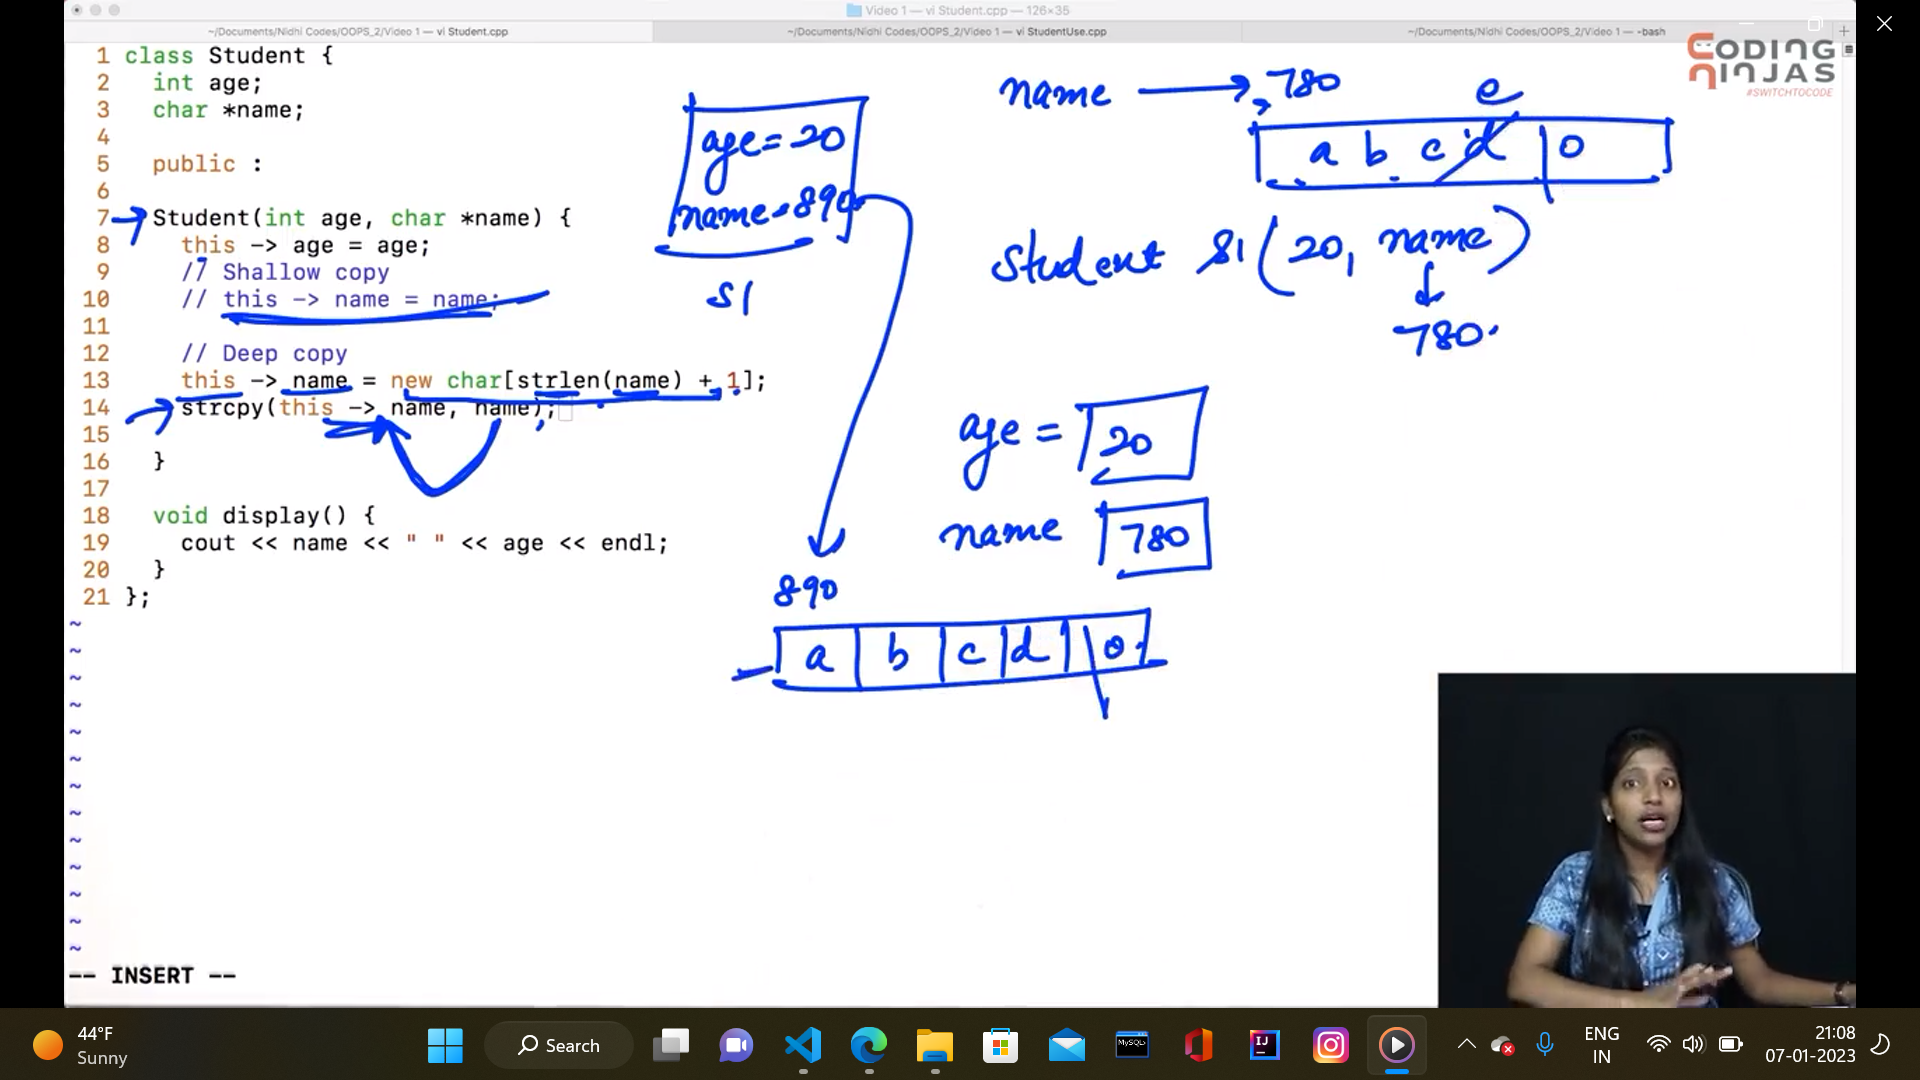 Video 1 — vi Student.cpp — 126×35
~/Documents/Nidhi Codes/OOPS_2/Video 1 — vi Student.cpp
~/Documents/Nidhi Codes/OOPS_2/Video 1 — vi StudentUse.cpp
~/Documents/Nidhi Codes/OOPS_2/Video 1 — -bash
+
CODING
NINJAS
#SWITCHTOCODE
1 class Student {
2 int age;
3 char *name;
4
5 public :
6
7 Student(int age, char *name) {
8 this -> age = age;
9 // Shallow copy
10 // this -> name = name;
11
12 // Deep copy
13 this -> name = new char[strlen(name) + 1];
14 strcpy(this -> name, name);
15
16 }
17
18 void display() {
19 cout << name << " " << age << endl;
20 }
21 };
~
~
~
~
~
~
~
~
~
~
~
~
~
-- INSERT --
age = 20
name = 890
S1
name → 780
e
a b c d 0
Student S1 (20, name)
780
age = 20
name 780
890
a b c d 0
44°F
Sunny
Search
MySQL
IJ
ENG
IN
21:08
07-01-2023